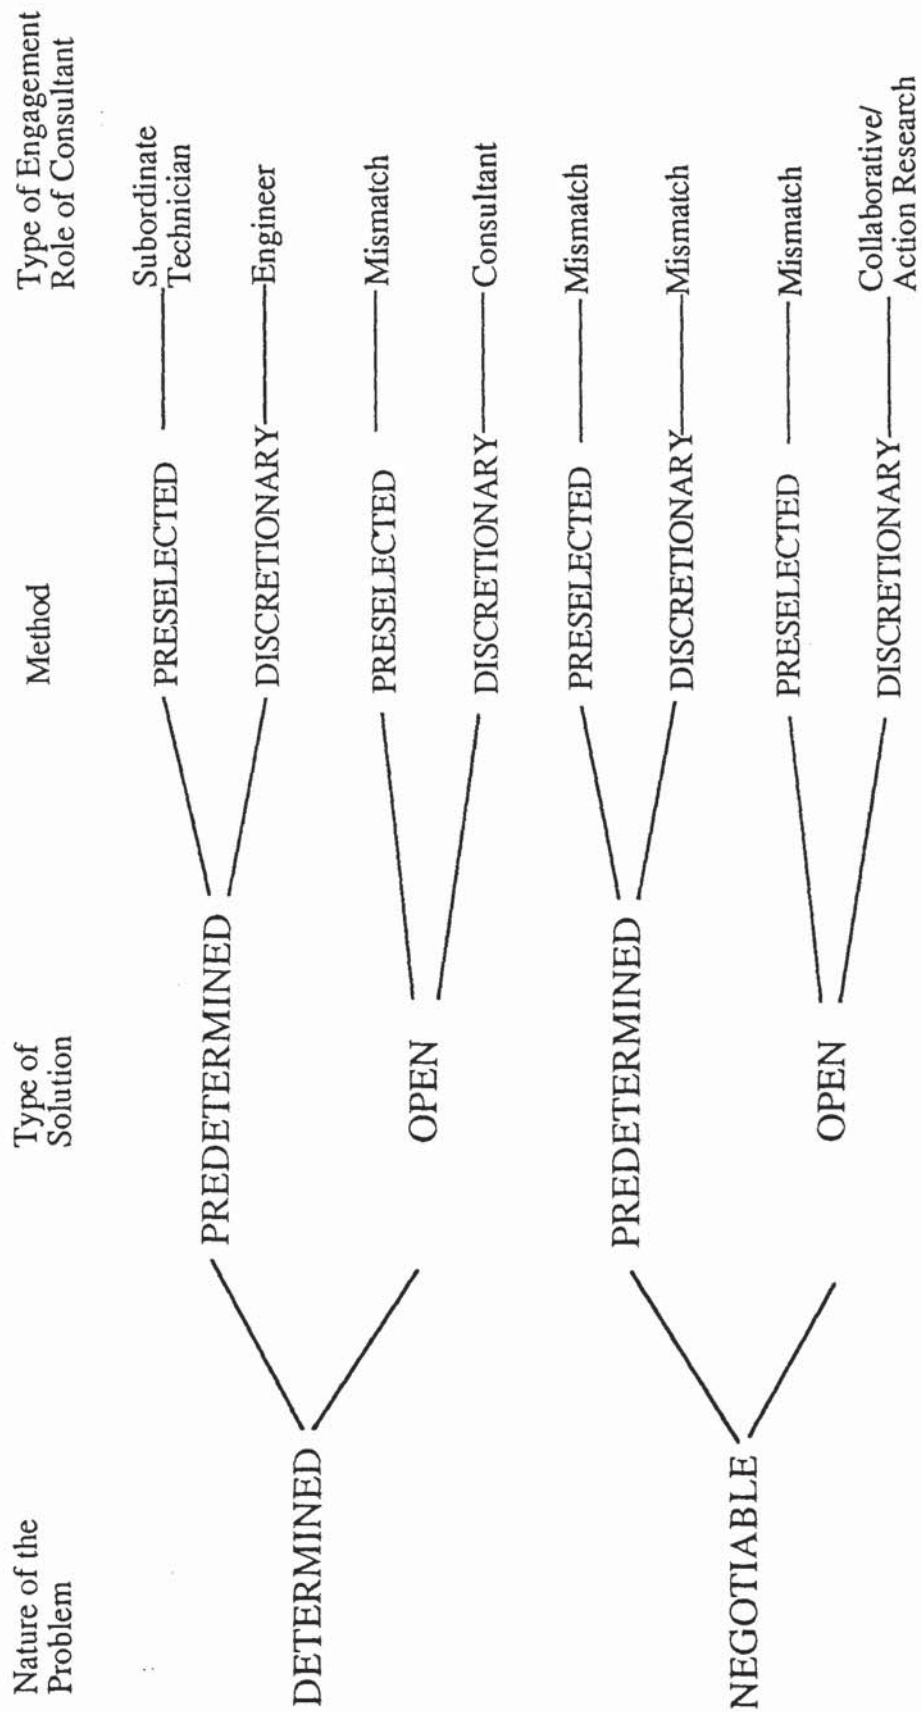 Nature of the
Problem
Type of
Solution
Method
Type of Engagement
Role of Consultant
DETERMINED
PREDETERMINED
PRESELECTED
Subordinate
Technician
DISCRETIONARY
Engineer
OPEN
PRESELECTED
Mismatch
DISCRETIONARY
Consultant
NEGOTIABLE
PREDETERMINED
PRESELECTED
Mismatch
DISCRETIONARY
Mismatch
OPEN
PRESELECTED
Mismatch
DISCRETIONARY
Collaborative/
Action Research